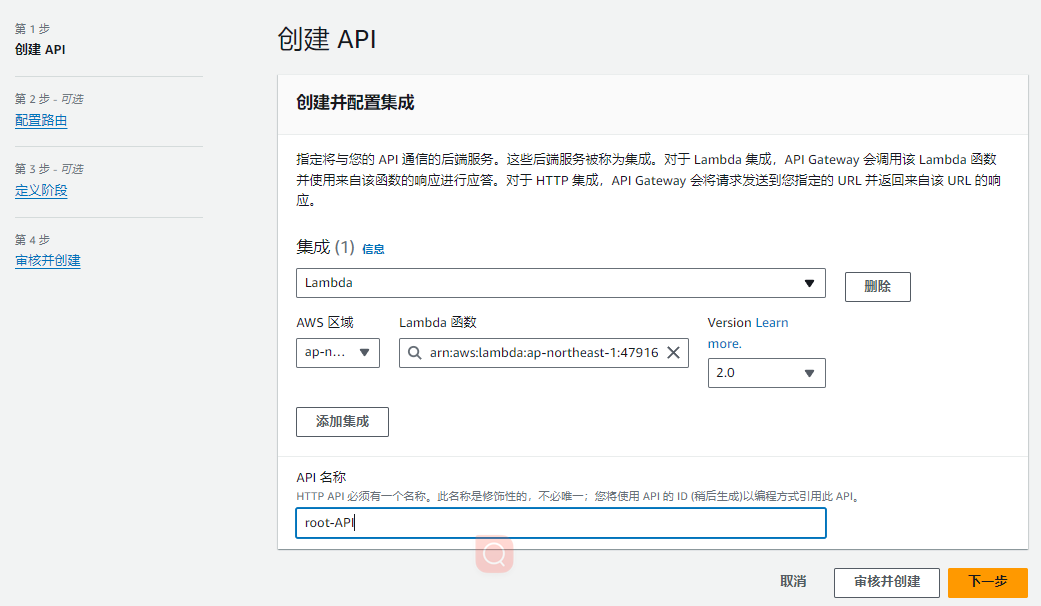 第 1 步
创建 API
第 2 步 - 可选
配置路由
第 3 步 - 可选
定义阶段
第 4 步
审核并创建
创建 API
创建并配置集成
指定将与您的 API 通信的后端服务。这些后端服务被称为集成。对于 Lambda 集成，API Gateway 会调用该 Lambda 函数
并使用来自该函数的响应进行应答。对于 HTTP 集成，API Gateway 会将请求发送到您指定的 URL 并返回来自该 URL 的响
应。
集成 (1) 信息
Lambda
删除
AWS 区域
ap-n...
Lambda 函数
arn:aws:lambda:ap-northeast-1:47916
Version Learn
more.
2.0
添加集成
API 名称
HTTP API 必须有一个名称。此名称是修饰性的，不必唯一；您将使用 API 的 ID (稍后生成)以编程方式引用此 API。
root-API
取消
审核并创建
下一步